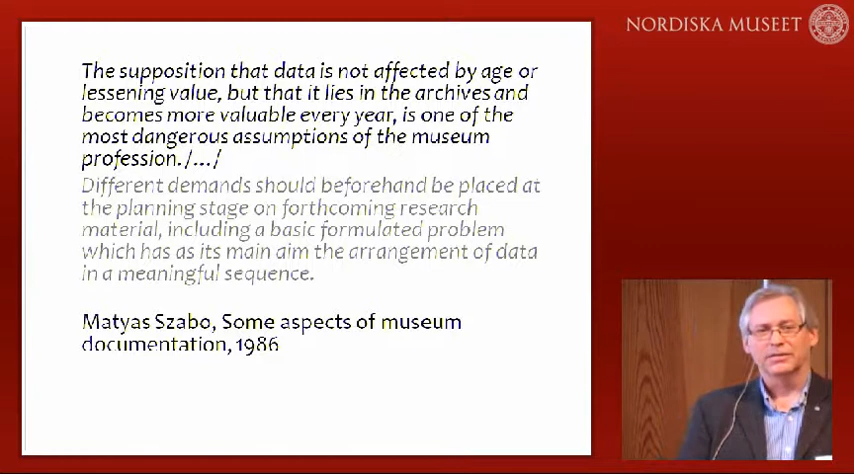 NORDISKA MUSEET
The supposition that data is not affected by age or
lessening value, but that it lies in the archives and
becomes more valuable every year, is one of the
most dangerous assumptions of the museum
profession. /.../
Different demands should beforehand be placed at
the planning stage on forthcoming research
material, including a basic formulated problem
which has as its main aim the arrangement of data
in a meaningful sequence.
Matyas Szabo, Some aspects of museum
documentation, 1986